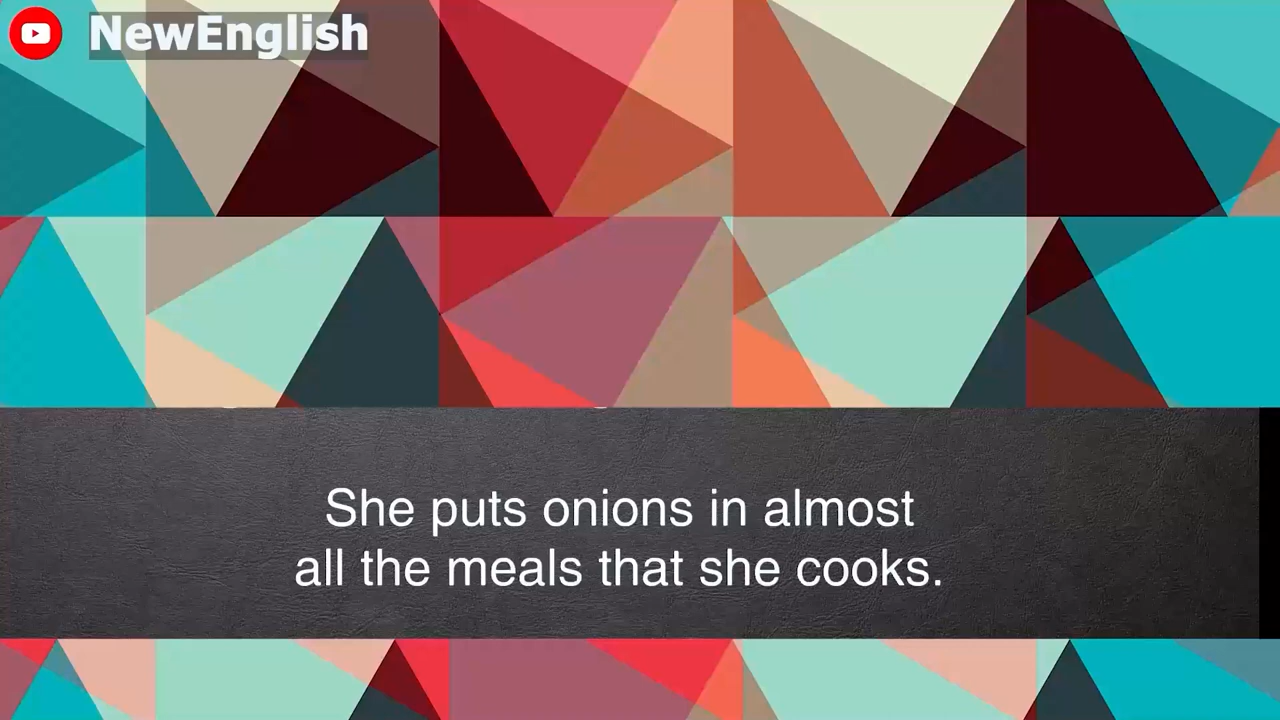 NewEnglish
She puts onions in almost
all the meals that she cooks.